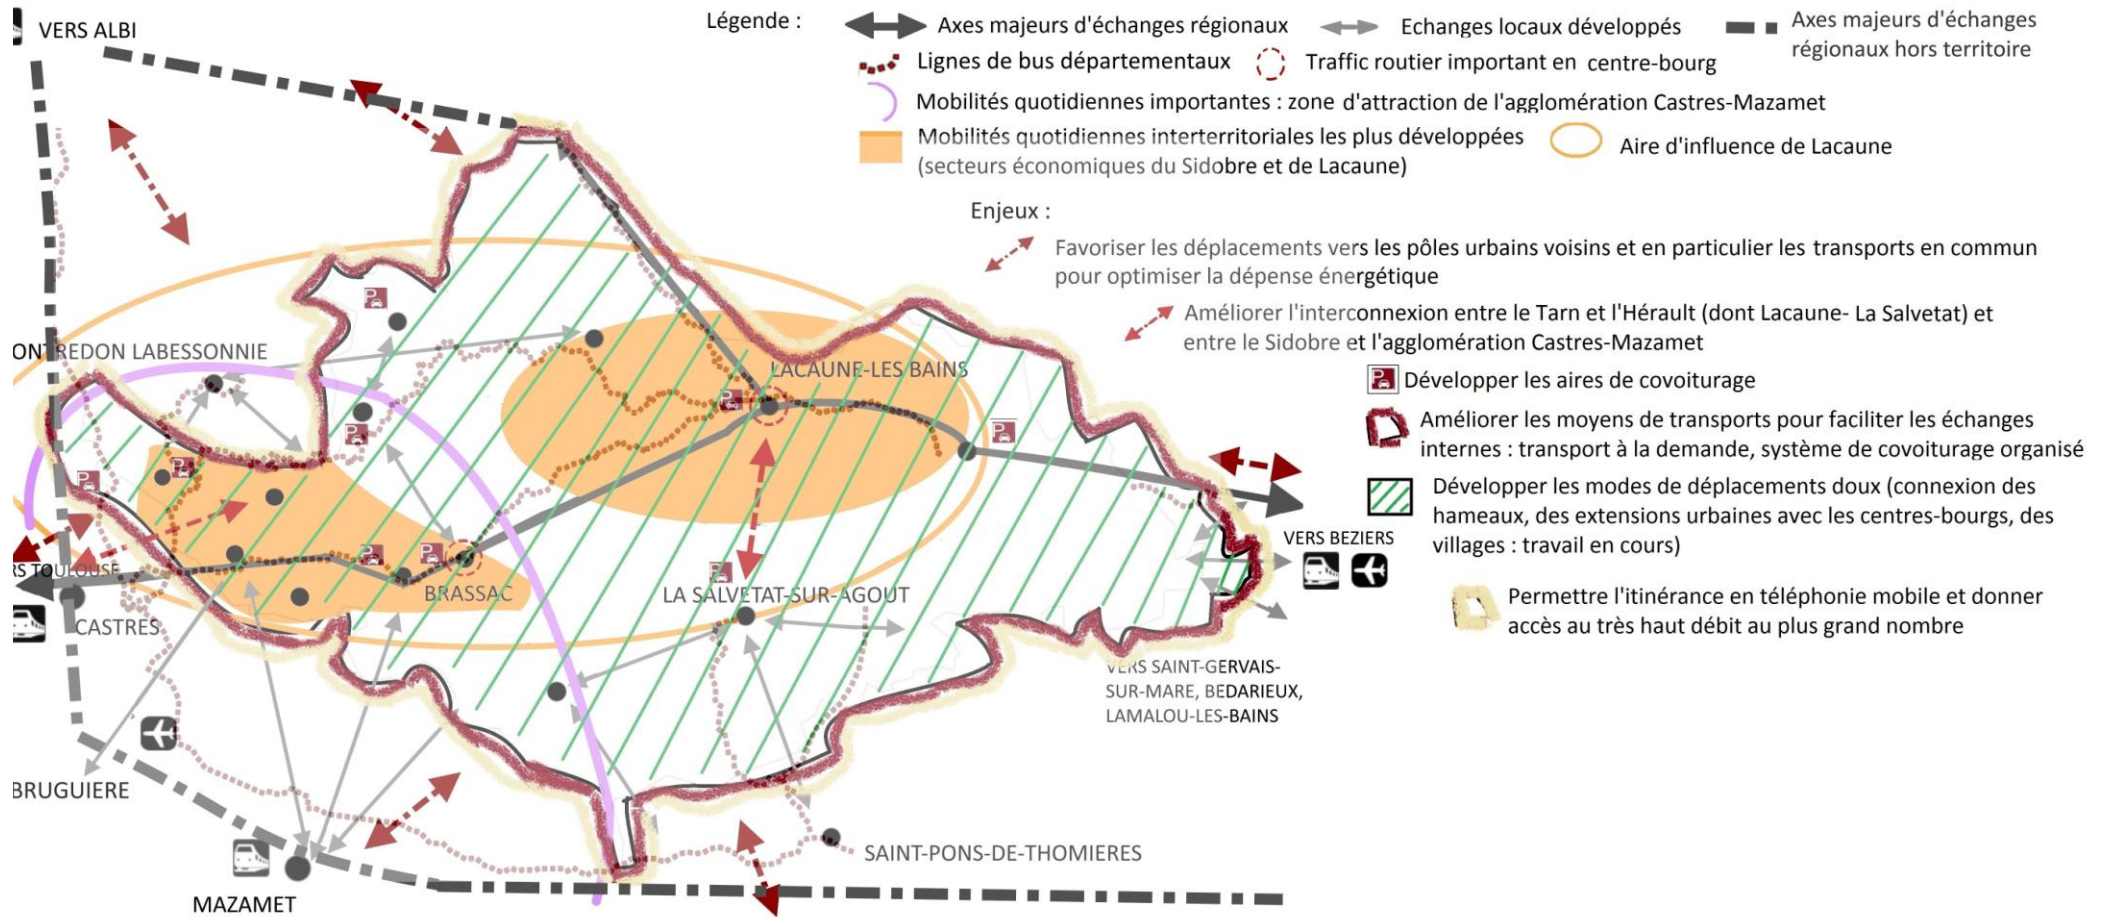 VERS ALBI
Légende :
Axes majeurs d'échanges régionaux
Echanges locaux développés
Axes majeurs d'échanges
régionaux hors territoire
Lignes de bus départementaux
Traffic routier important en centre-bourg
Mobilités quotidiennes importantes : zone d'attraction de l'agglomération Castres-Mazamet
Mobilités quotidiennes interterritoriales les plus développées
(secteurs économiques du Sidobre et de Lacaune)
Aire d'influence de Lacaune
Enjeux :
Favoriser les déplacements vers les pôles urbains voisins et en particulier les transports en commun
pour optimiser la dépense énergétique
Améliorer l'interconnexion entre le Tarn et l'Hérault (dont Lacaune- La Salvetat) et
entre le Sidobre et l'agglomération Castres-Mazamet
P Développer les aires de covoiturage
Améliorer les moyens de transports pour faciliter les échanges
internes : transport à la demande, système de covoiturage organisé
Développer les modes de déplacements doux (connexion des
hameaux, des extensions urbaines avec les centres-bourgs, des
villages : travail en cours)
Permettre l'itinérance en téléphonie mobile et donner
accès au très haut débit au plus grand nombre
P
ONTREDON LABESSONNIE
LACAUNE-LES BAINS
P
P
P
P
P
VERS BEZIERS
RS TOULOUSE
P
P
P
BRASSAC
LA SALVETAT-SUR-AGOUT
CASTRES
VERS SAINT-GERVAIS-
SUR-MARE, BEDARIEUX,
LAMALOU-LES-BAINS
BRUGUIERE
SAINT-PONS-DE-THOMIERES
MAZAMET